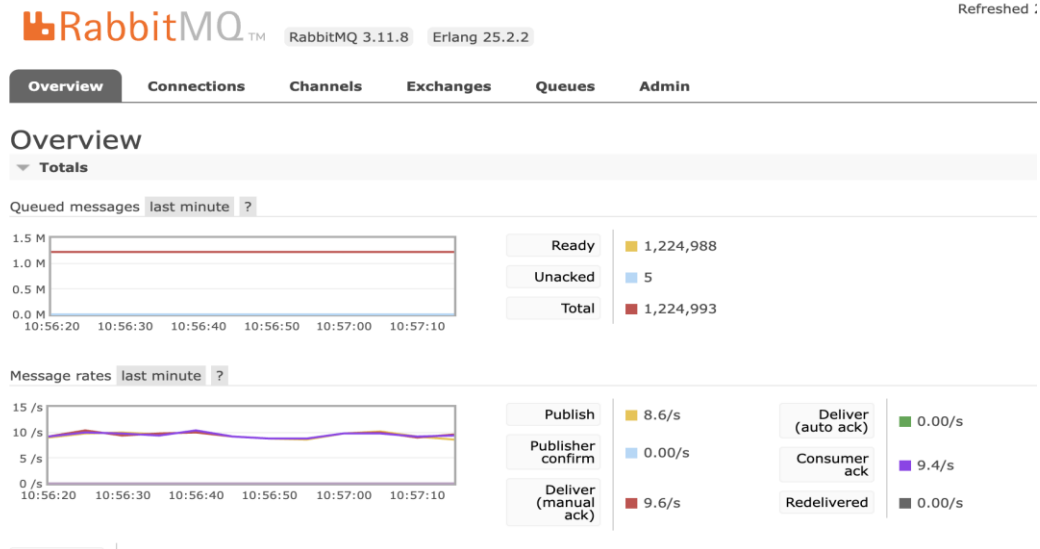 RabbitMQ TM RabbitMQ 3.11.8 Erlang 25.2.2
Refreshed 2
Overview Connections Channels Exchanges Queues Admin
Overview
Totals
Queued messages last minute ?
1.5 M
1.0 M
0.5 M
0.0 M
10:56:20 10:56:30 10:56:40 10:56:50 10:57:00 10:57:10
Ready 1,224,988
Unacked 5
Total 1,224,993
Message rates last minute ?
15 /s
10 /s
5 /s
0 /s
10:56:20 10:56:30 10:56:40 10:56:50 10:57:00 10:57:10
Publish 8.6/s
Publisher
confirm 0.00/s
Deliver
(manual
ack) 9.6/s
Deliver
(auto ack) 0.00/s
Consumer
ack 9.4/s
Redelivered 0.00/s